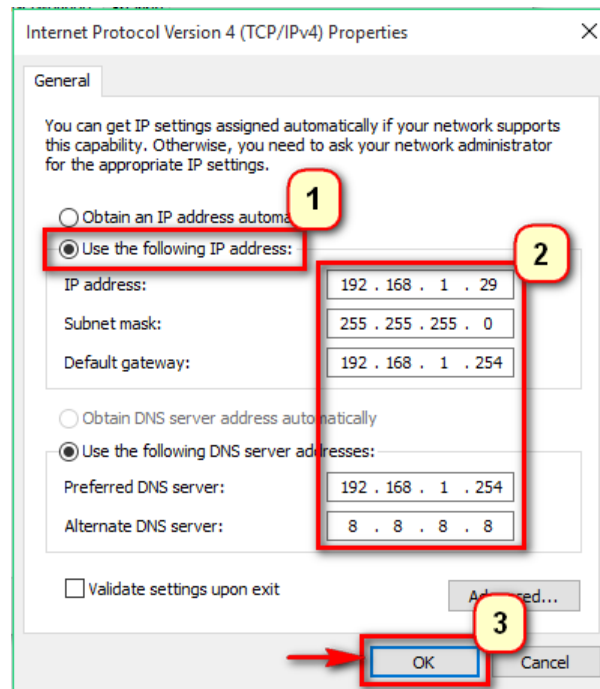 Internet Protocol Version 4 (TCP/IPv4) Properties
General
You can get IP settings assigned automatically if your network supports
this capability. Otherwise, you need to ask your network administrator
for the appropriate IP settings.
1
Obtain an IP address
Use the following IP address:
2
IP address: 192 . 168 . 1 . 29
Subnet mask: 255 . 255 . 255 . 0
Default gateway: 192 . 168 . 1 . 254
Obtain DNS server address automatically
Use the following DNS server addresses:
Preferred DNS server: 192 . 168 . 1 . 254
Alternate DNS server: 8 . 8 . 8 . 8
Validate settings upon exit
3
OK
Cancel